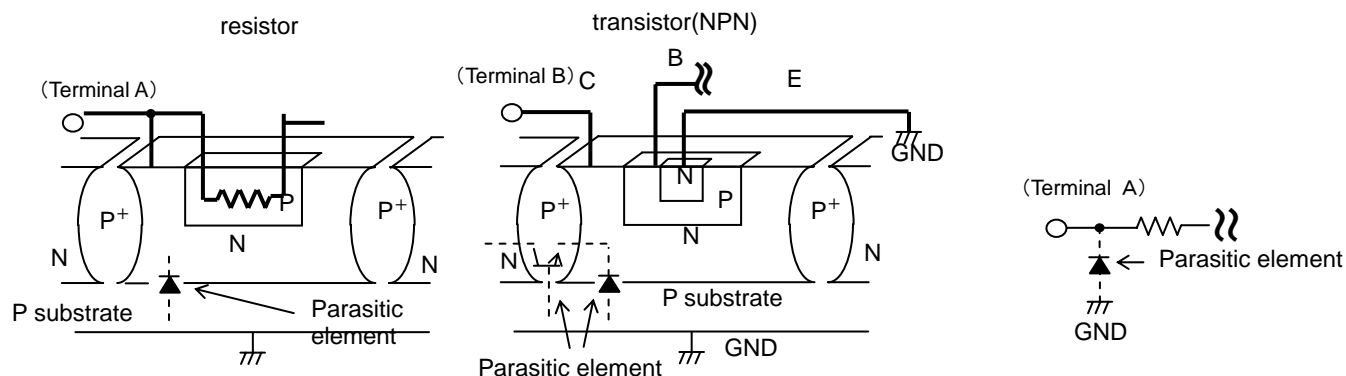 resistor
transistor(NPN)
(Terminal A)
(Terminal B)
C
B
E
GND
P+
P
N
N
P+
N
P substrate
Parasitic
element
P+
N
P
N
P+
N
N
P substrate
GND
Parasitic element
(Terminal A)
Parasitic element
GND